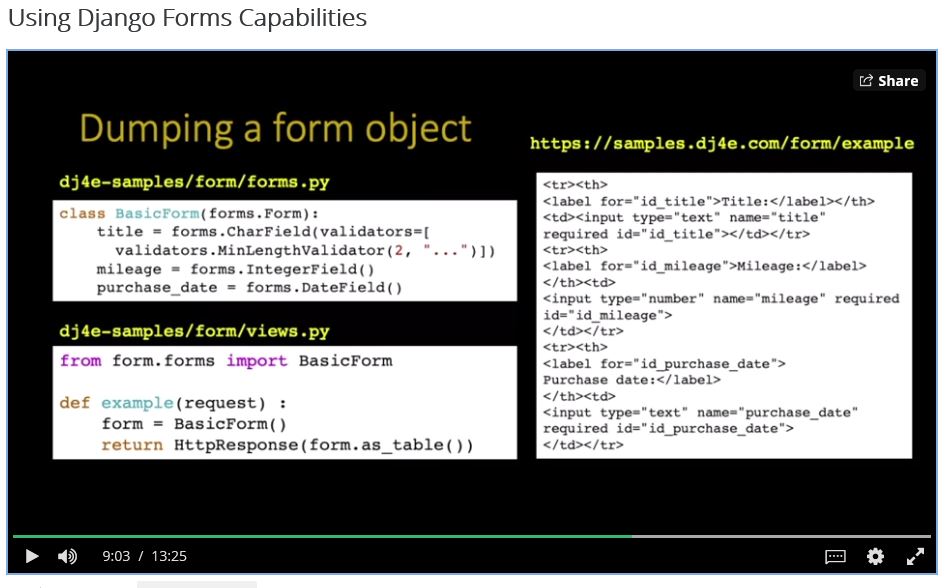 Using Django Forms Capabilities
Share
Dumping a form object
https://samples.dj4e.com/form/example
dj4e-samples/form/forms.py
class BasicForm(forms.Form):
    title = forms.CharField(validators=[
      validators.MinLengthValidator(2, "...")])
    mileage = forms.IntegerField()
    purchase_date = forms.DateField()
dj4e-samples/form/views.py
from form.forms import BasicForm
def example(request) :
    form = BasicForm()
    return HttpResponse(form.as_table())
<tr><th>
<label for="id_title">Title:</label></th>
<td><input type="text" name="title"
required id="id_title"></td></tr>
<tr><th>
<label for="id_mileage">Mileage:</label>
</th><td>
<input type="number" name="mileage" required
id="id_mileage">
</td></tr>
<tr><th>
<label for="id_purchase_date">
Purchase date:</label>
</th><td>
<input type="text" name="purchase_date"
required id="id_purchase_date">
</td></tr>
9:03 / 13:25